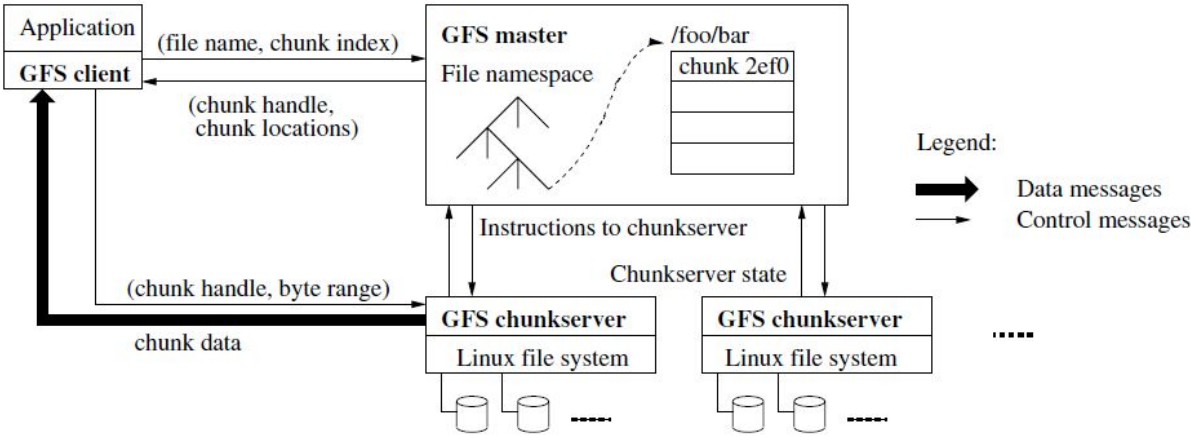 Application
GFS client
(file name, chunk index)
(chunk handle,
chunk locations)
GFS master
File namespace
/foo/bar
chunk 2ef0
Legend:
Data messages
Control messages
Instructions to chunkserver
Chunkserver state
(chunk handle, byte range)
chunk data
GFS chunkserver
Linux file system
GFS chunkserver
Linux file system